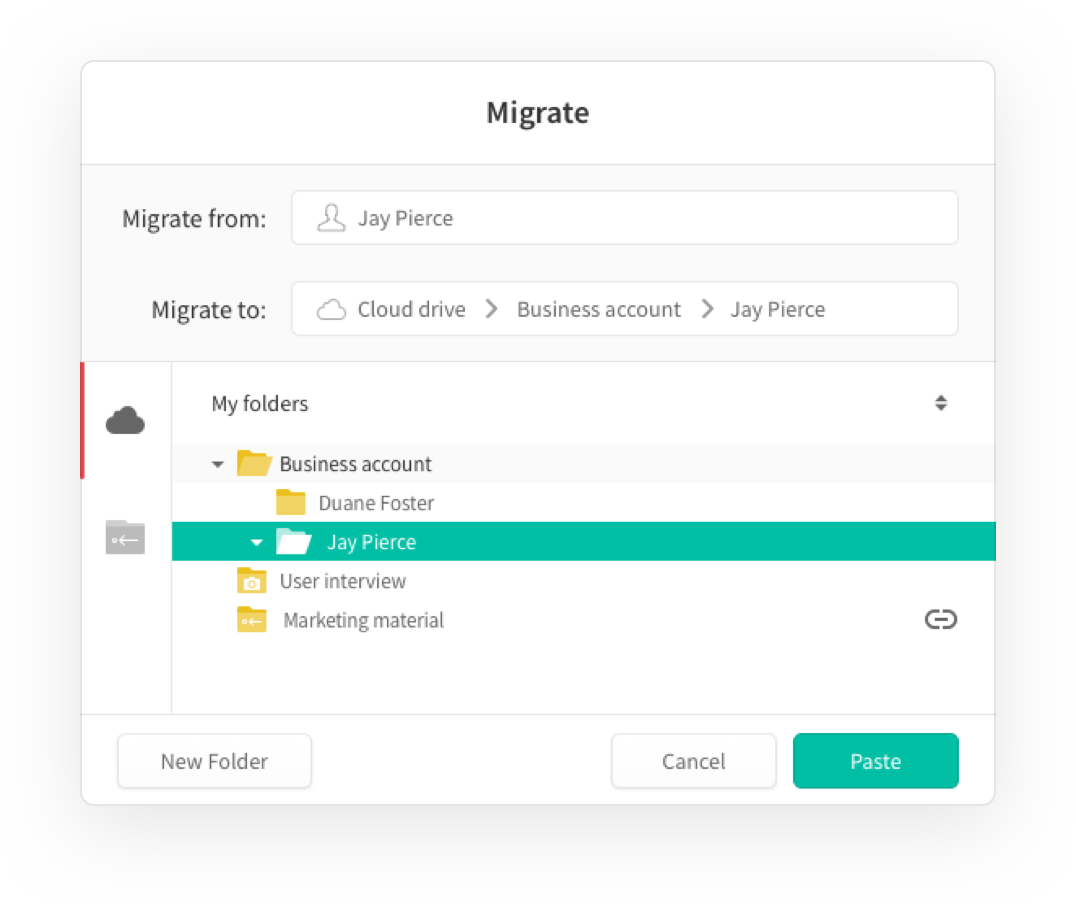 Migrate
Migrate from: Jay Pierce
Migrate to: Cloud drive Business account Jay Pierce
My folders
Business account
Duane Foster
Jay Pierce
User interview
Marketing material
New Folder Cancel Paste